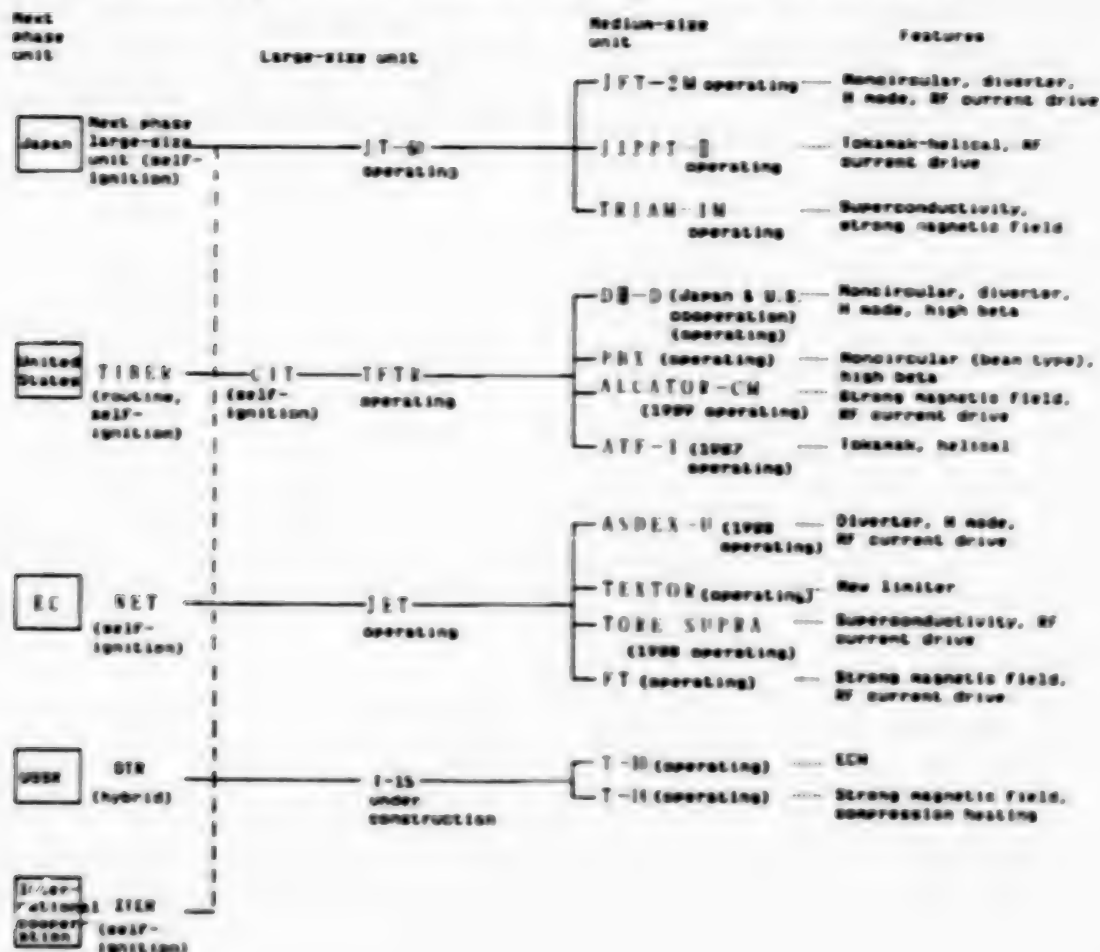 Next phase unit
Large-size unit
Medium-size unit
Features
Japan
Next phase large-size unit (self-ignition)
JT-60 operating
JFT-2M operating
Noncircular, diverter, H mode, RF current drive
JIPPT- operating
Tokamak-helical, RF current drive
TRIAM-1M operating
Superconductivity, strong magnetic field
United States
TIBER (routine, self-ignition)
CIT (self-ignition)
TFTR operating
D -D (Japan & U.S. cooperation) (operating)
Noncircular, diverter, H mode, high beta
PBX (operating)
Noncircular (bean type), high beta
ALCATOR-CM (1989 operating)
Strong magnetic field, RF current drive
ATF-1 (1987 operating)
Tokamak, helical
EC
NET (self-ignition)
JET operating
ASDEX-U (1988 operating)
Diverter, H mode, RF current drive
TEXTOR (operating)
New limiter
TORE SUPRA (1988 operating)
Superconductivity, RF current drive
FT (operating)
Strong magnetic field, RF current drive
USSR
OTR (hybrid)
T-15 under construction
T-10 (operating)
ECH
T-14 (operating)
Strong magnetic field, compression heating
International cooperation
ITER (self-ignition)